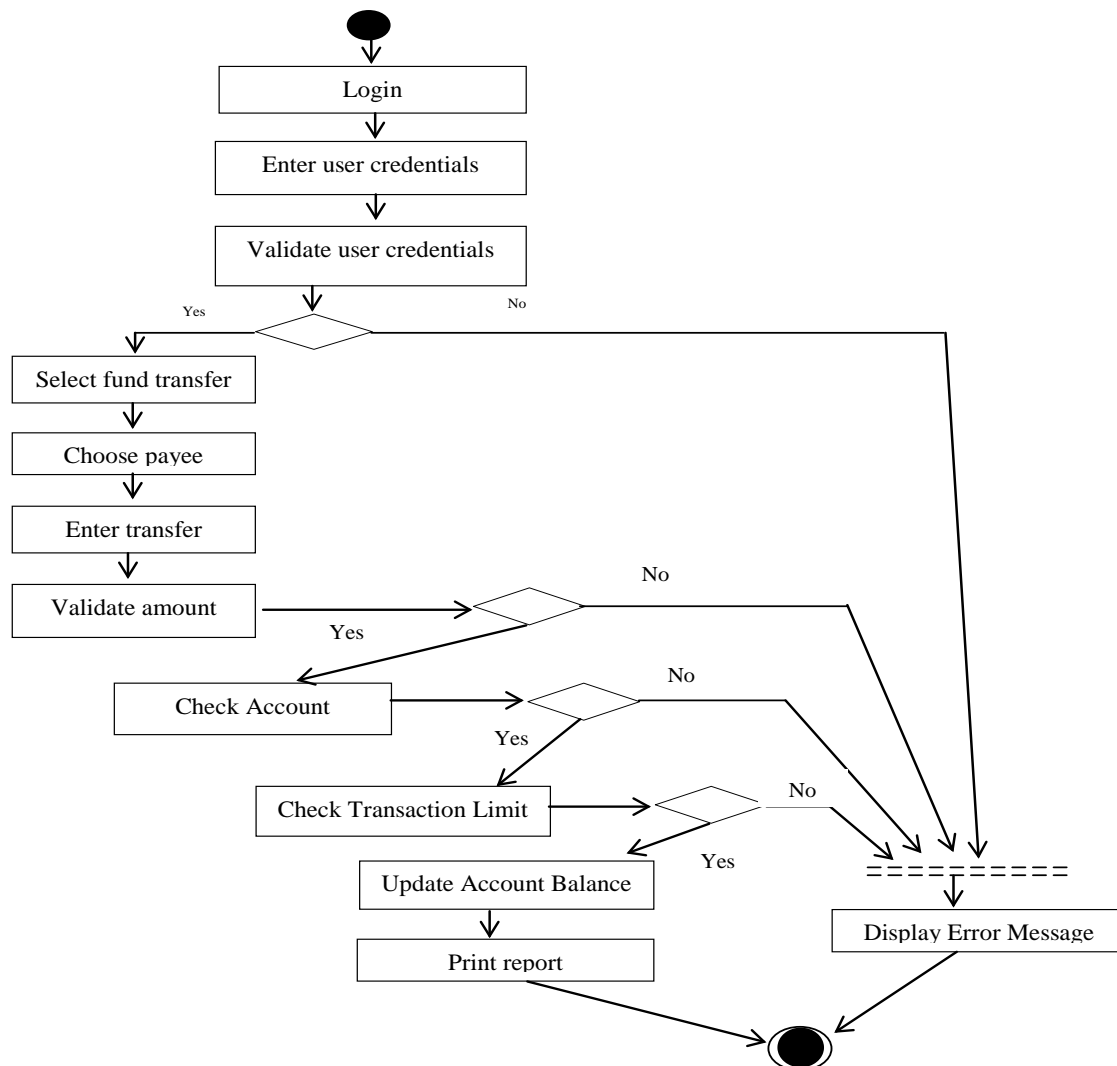 Login
Enter user credentials
Validate user credentials
Yes
No
Select fund transfer
Choose payee
Enter transfer
Validate amount
Yes
No
Check Account
Yes
No
Check Transaction Limit
Yes
No
Update Account Balance
Print report
Display Error Message